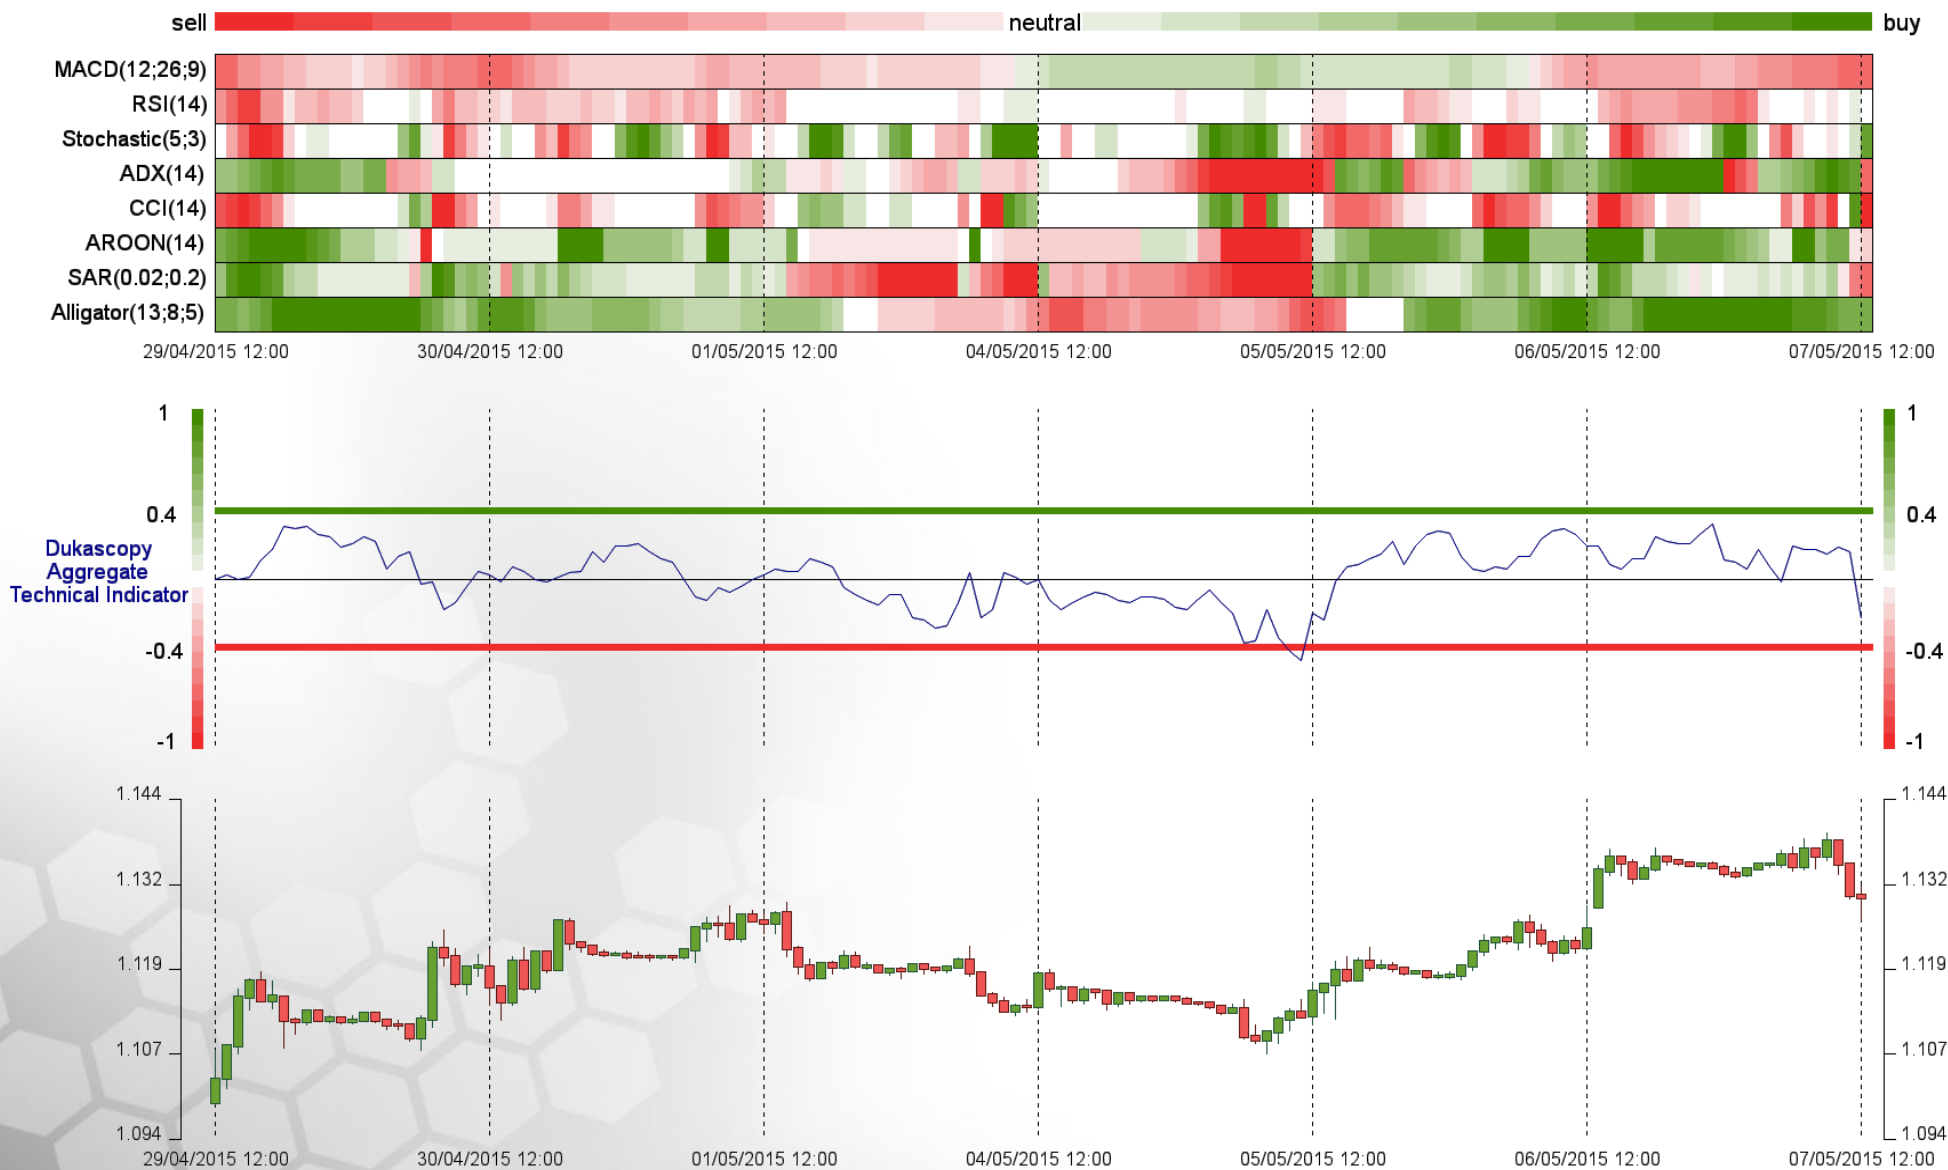 sell neutral buy
MACD(12;26;9)
RSI(14)
Stochastic(5;3)
ADX(14)
CCI(14)
AROON(14)
SAR(0.02;0.2)
Alligator(13;8;5)
29/04/2015 12:00 30/04/2015 12:00 01/05/2015 12:00 04/05/2015 12:00 05/05/2015 12:00 06/05/2015 12:00 07/05/2015 12:00
1 1
0.4 0.4
Dukascopy
Aggregate
Technical Indicator
-0.4 -0.4
-1 -1
1.144 1.144
1.132 1.132
1.119 1.119
1.107 1.107
1.094 1.094
29/04/2015 12:00 30/04/2015 12:00 01/05/2015 12:00 04/05/2015 12:00 05/05/2015 12:00 06/05/2015 12:00 07/05/2015 12:00